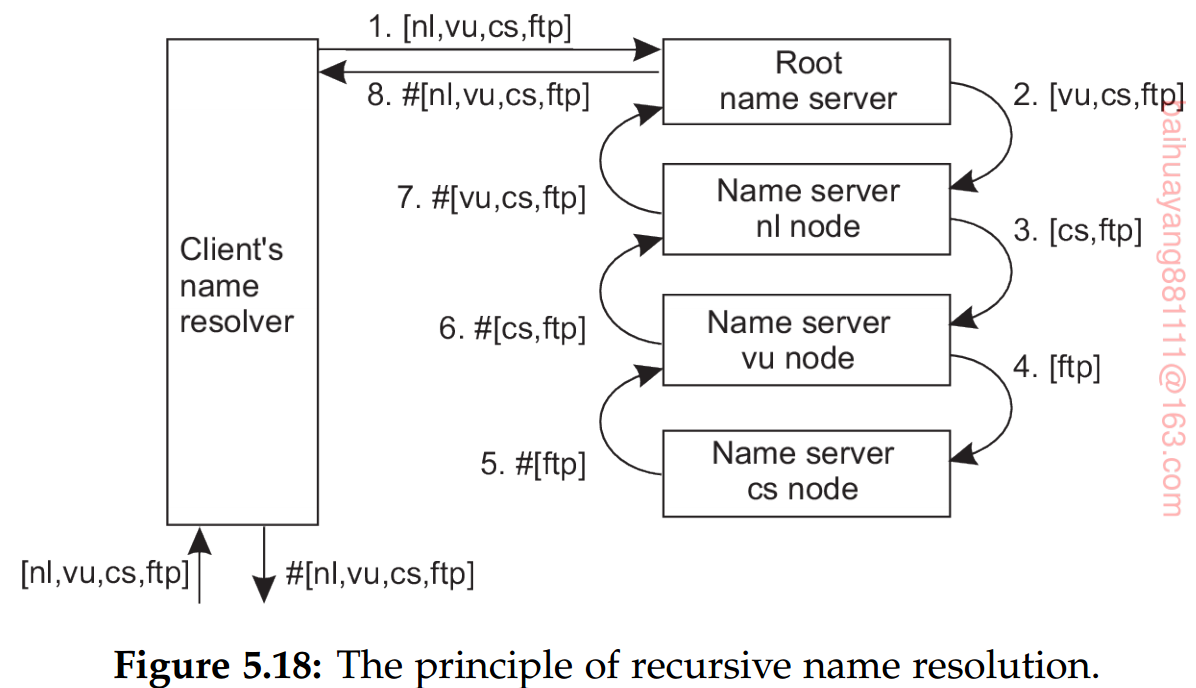 1. [nl,vu,cs,ftp]
8. #[nl,vu,cs,ftp]
Root
name server
2. [vu,cs,ftp]
7. #[vu,cs,ftp]
Name server
nl node
3. [cs,ftp]
Client's
name
resolver
6. #[cs,ftp]
Name server
vu node
4. [ftp]
5. #[ftp]
Name server
cs node
[nl,vu,cs,ftp]
#[nl,vu,cs,ftp]
baihuayang881111@163.com
Figure 5.18: The principle of recursive name resolution.